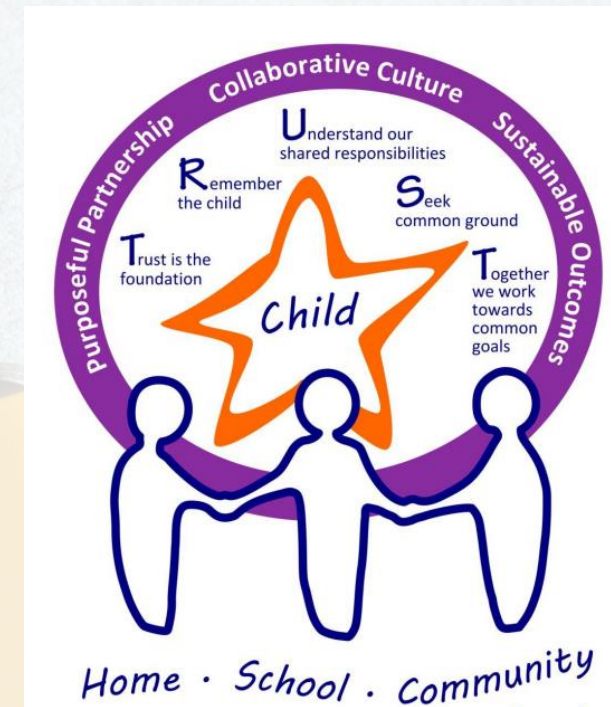 Purposeful Partnership Collaborative Culture Sustainable Outcomes
Trust is the
foundation
Remember
the child
Understand our
shared responsibilities
Seek
common ground
Together
we work
towards
common
goals
Child
Home · School · Community